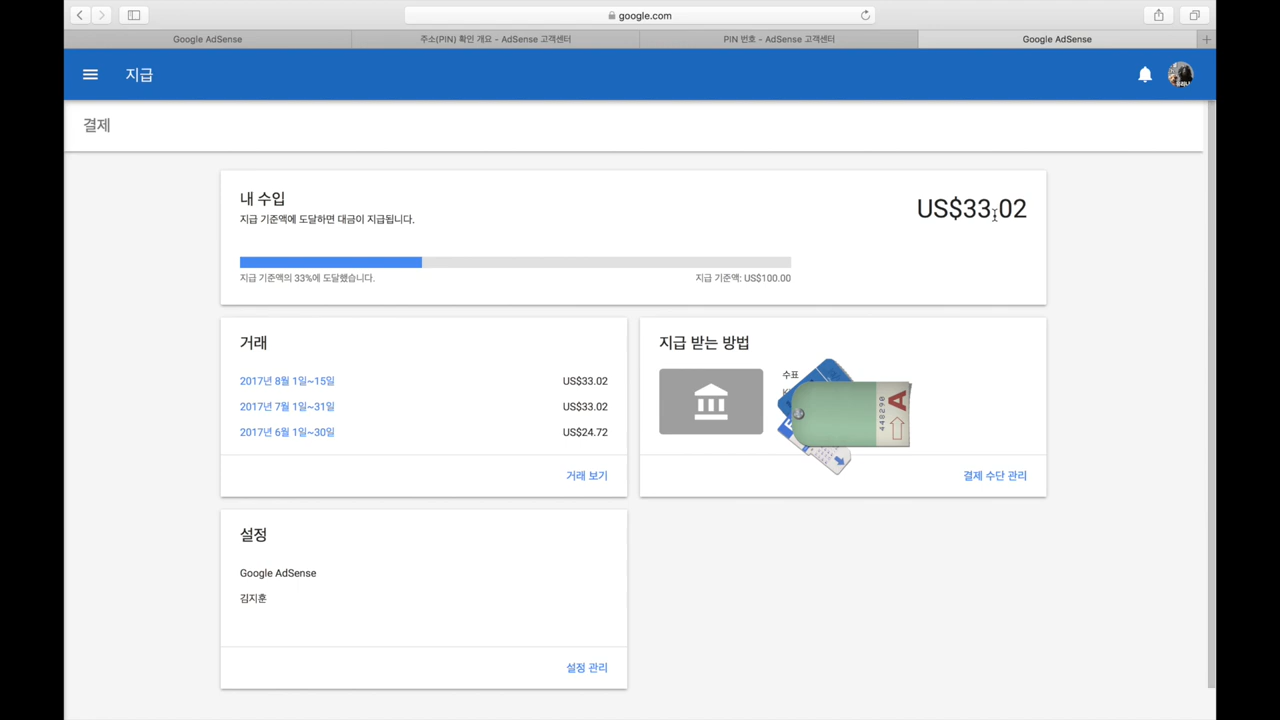 google.com
Google AdSense
주소(PIN) 확인 개요 - AdSense 고객센터
PIN 번호 - AdSense 고객센터
Google AdSense
지급
결제
내 수입
지급 기준액에 도달하면 대금이 지급됩니다.
US$33.02
지급 기준액의 33%에 도달했습니다.
지급 기준액: US$100.00
거래
2017년 8월 1일~15일 US$33.02
2017년 7월 1일~31일 US$33.02
2017년 6월 1일~30일 US$24.72
거래 보기
지급 받는 방법
수표
A
448290
결제 수단 관리
설정
Google AdSense
김지훈
설정 관리